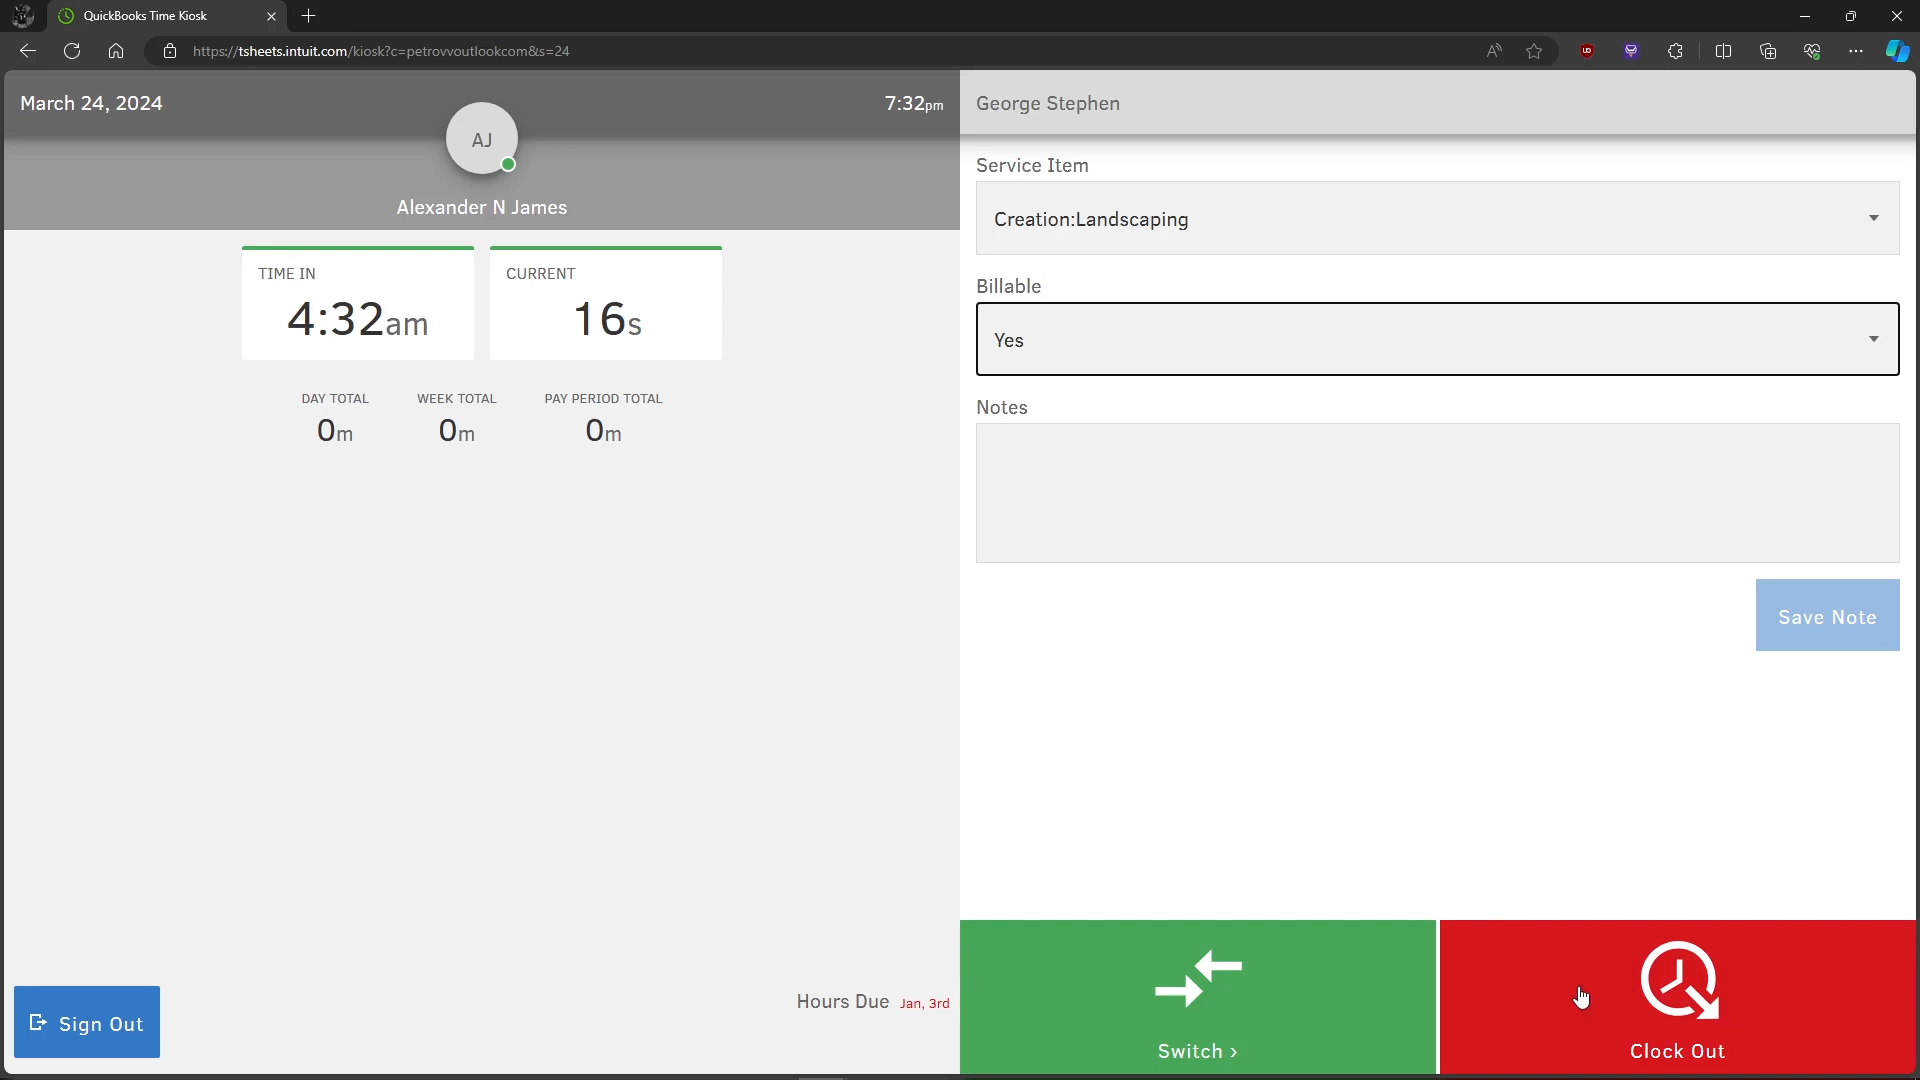 QuickBooks Time Kiosk
https://tsheets.intuit.com/kiosk?c=petrovvoutlookcom&s=24
March 24, 2024
7:32pm
AJ
Alexander N James
TIME IN
4:32am
CURRENT
16s
DAY TOTAL
0m
WEEK TOTAL
0m
PAY PERIOD TOTAL
0m
Hours Due Jan, 3rd
Sign Out
George Stephen
Service Item
Creation:Landscaping
Billable
Yes
Notes
Save Note
Switch ›
Clock Out